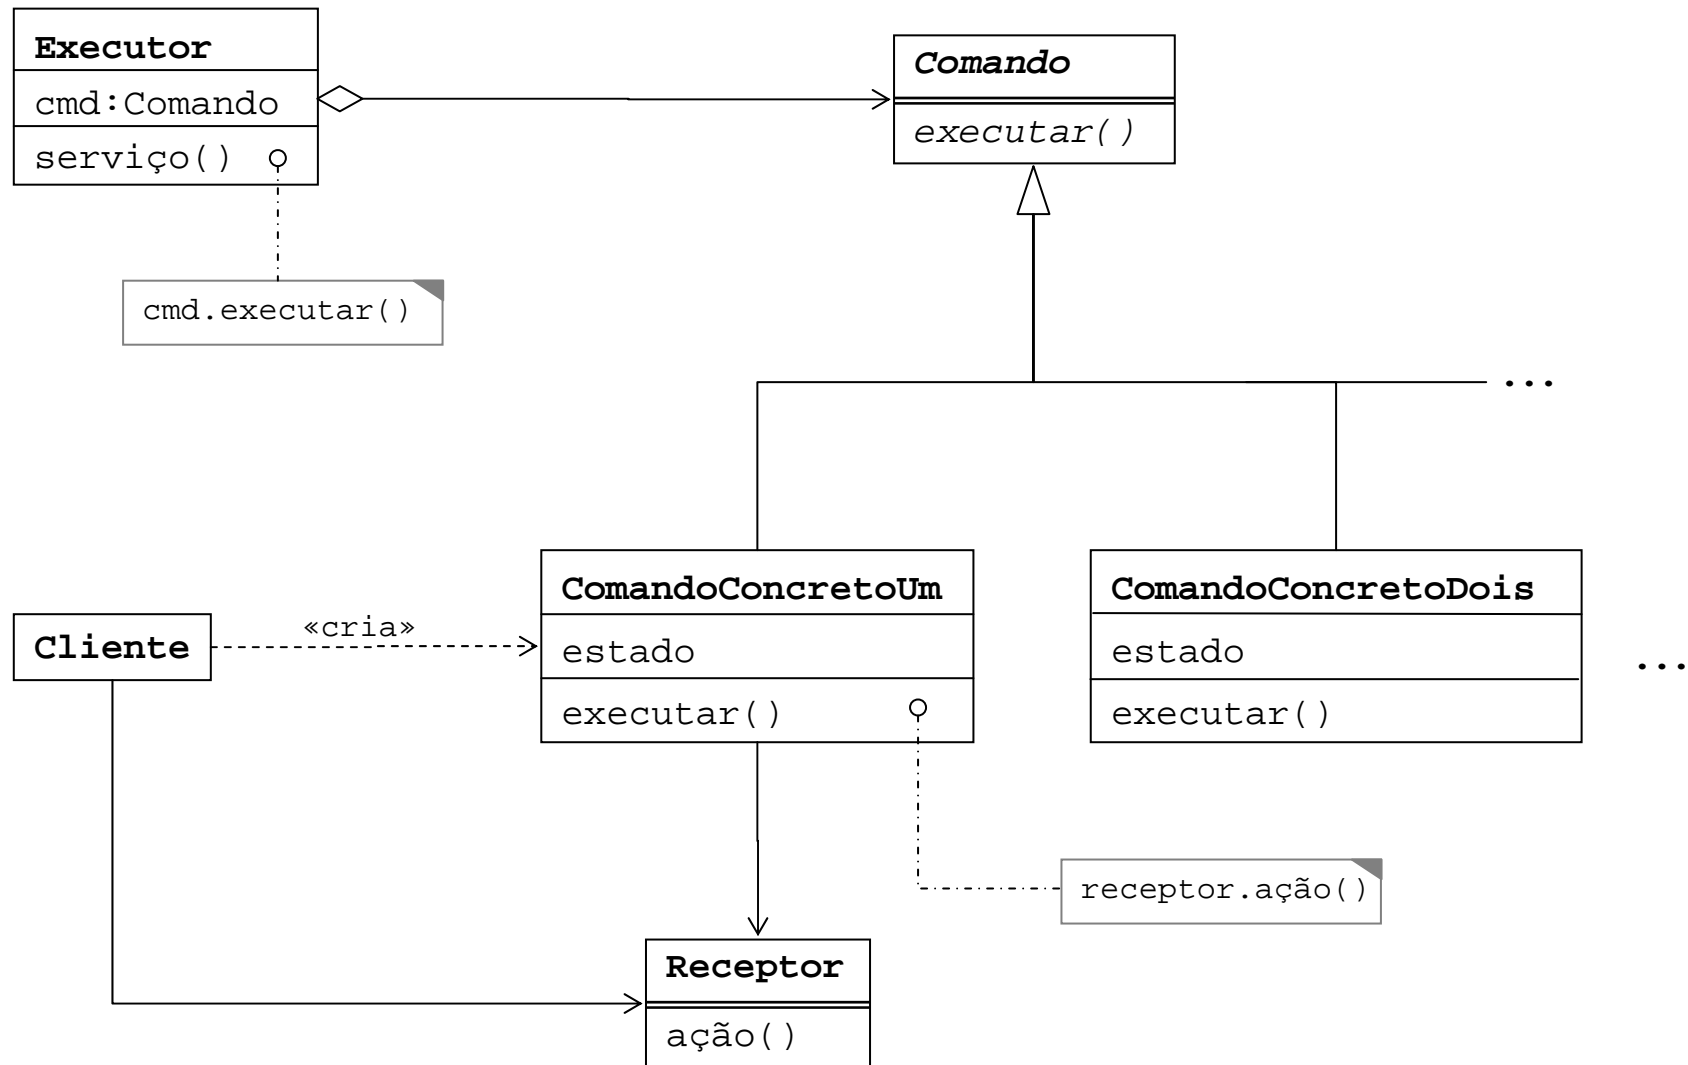 Executor
cmd:Comando
serviço()
cmd.executar()
Comando
executar()
...
Cliente
«cria»
ComandoConcretoUm
estado
executar()
ComandoConcretoDois
estado
executar()
...
receptor.ação()
Receptor
ação()